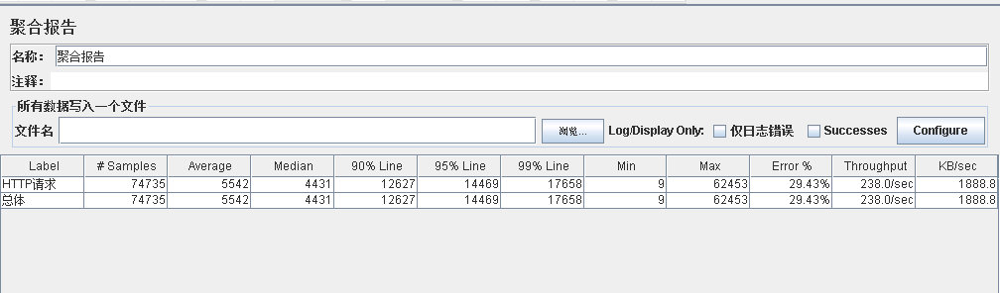 聚合报告
名称： 聚合报告
注释：
所有数据写入一个文件
文件名 浏览... Log/Display Only: 仅日志错误 Successes Configure
Label # Samples Average Median 90% Line 95% Line 99% Line Min Max Error % Throughput KB/sec
HTTP请求 74735 5542 4431 12627 14469 17658 9 62453 29.43% 238.0/sec 1888.8
总体 74735 5542 4431 12627 14469 17658 9 62453 29.43% 238.0/sec 1888.8